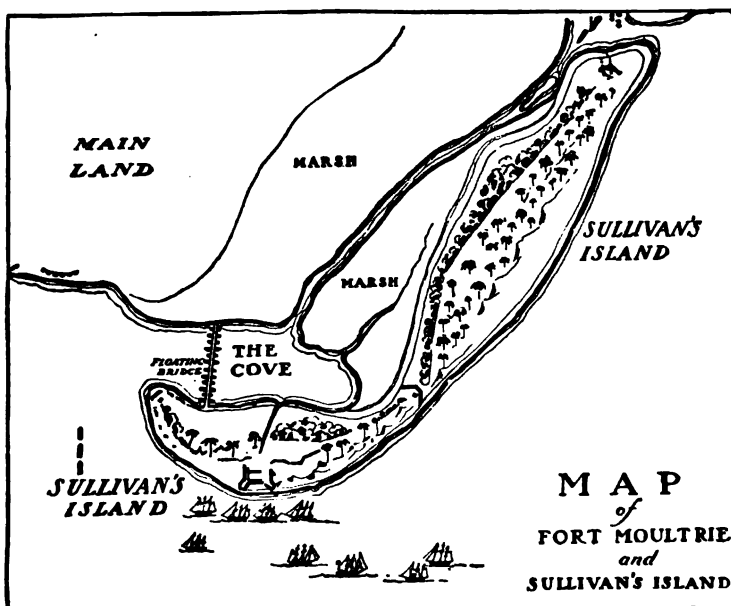 MAIN
LAND
MARSH
SULLIVAN'S
ISLAND
MARSH
FLOATING
BRIDGE
THE
COVE
SULLIVAN'S
ISLAND
MAP
of
FORT MOULTRIE
and
SULLIVAN'S ISLAND